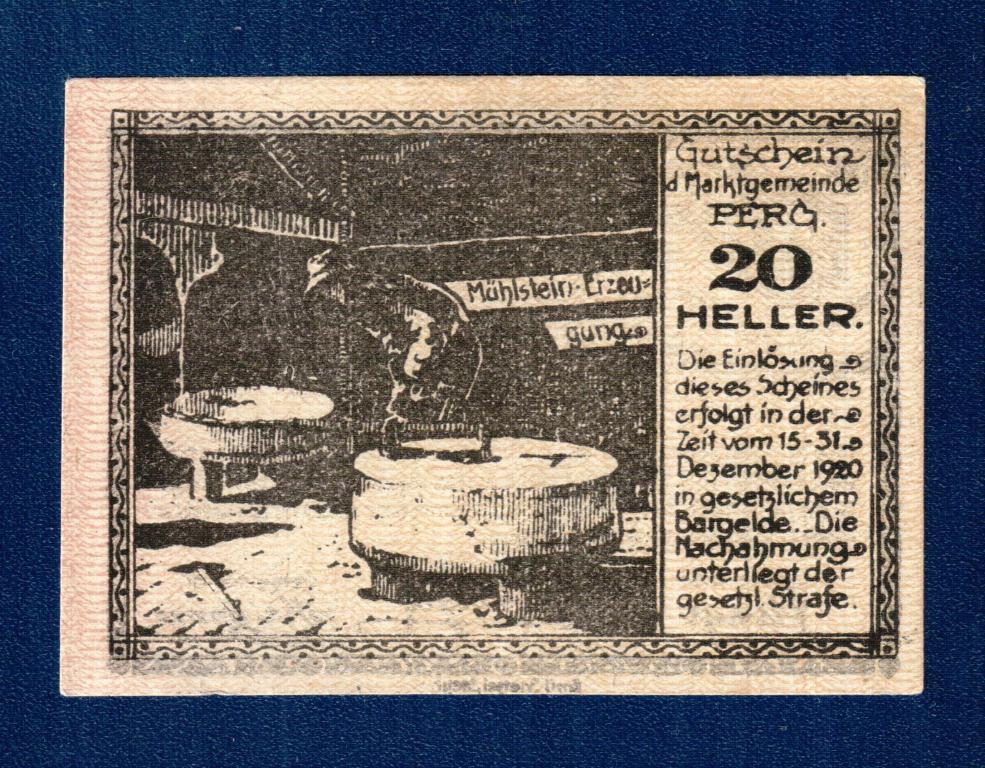 Mühlstein-Erzeu=
gung
Gutschein
d Marktgemeinde
PERG.
20
HELLER.
Die Einlösung
dieses Scheines
erfolgt in der
Zeit vom 15-31.
Dezember 1920
in gesetzlichem
Bargelde. Die
Nachahmung
unterliegt der
gesetzl. Strafe.